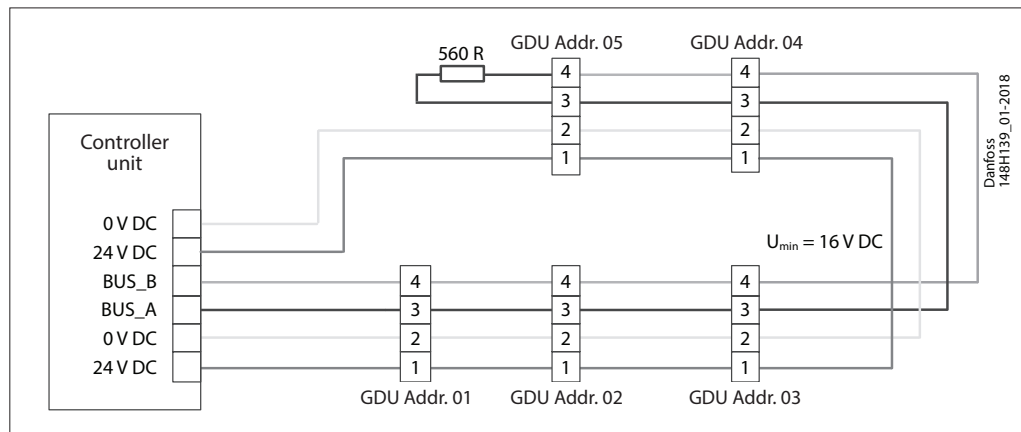 560 R
GDU Addr. 05
GDU Addr. 04
4
4
3
3
2
2
1
1
Controller
unit
0 V DC
24 V DC
BUS_B
BUS_A
0 V DC
24 V DC
Umin = 16 V DC
4
4
4
3
3
3
2
2
2
1
1
1
GDU Addr. 01
GDU Addr. 02
GDU Addr. 03
Danfoss
148H139_01-2018